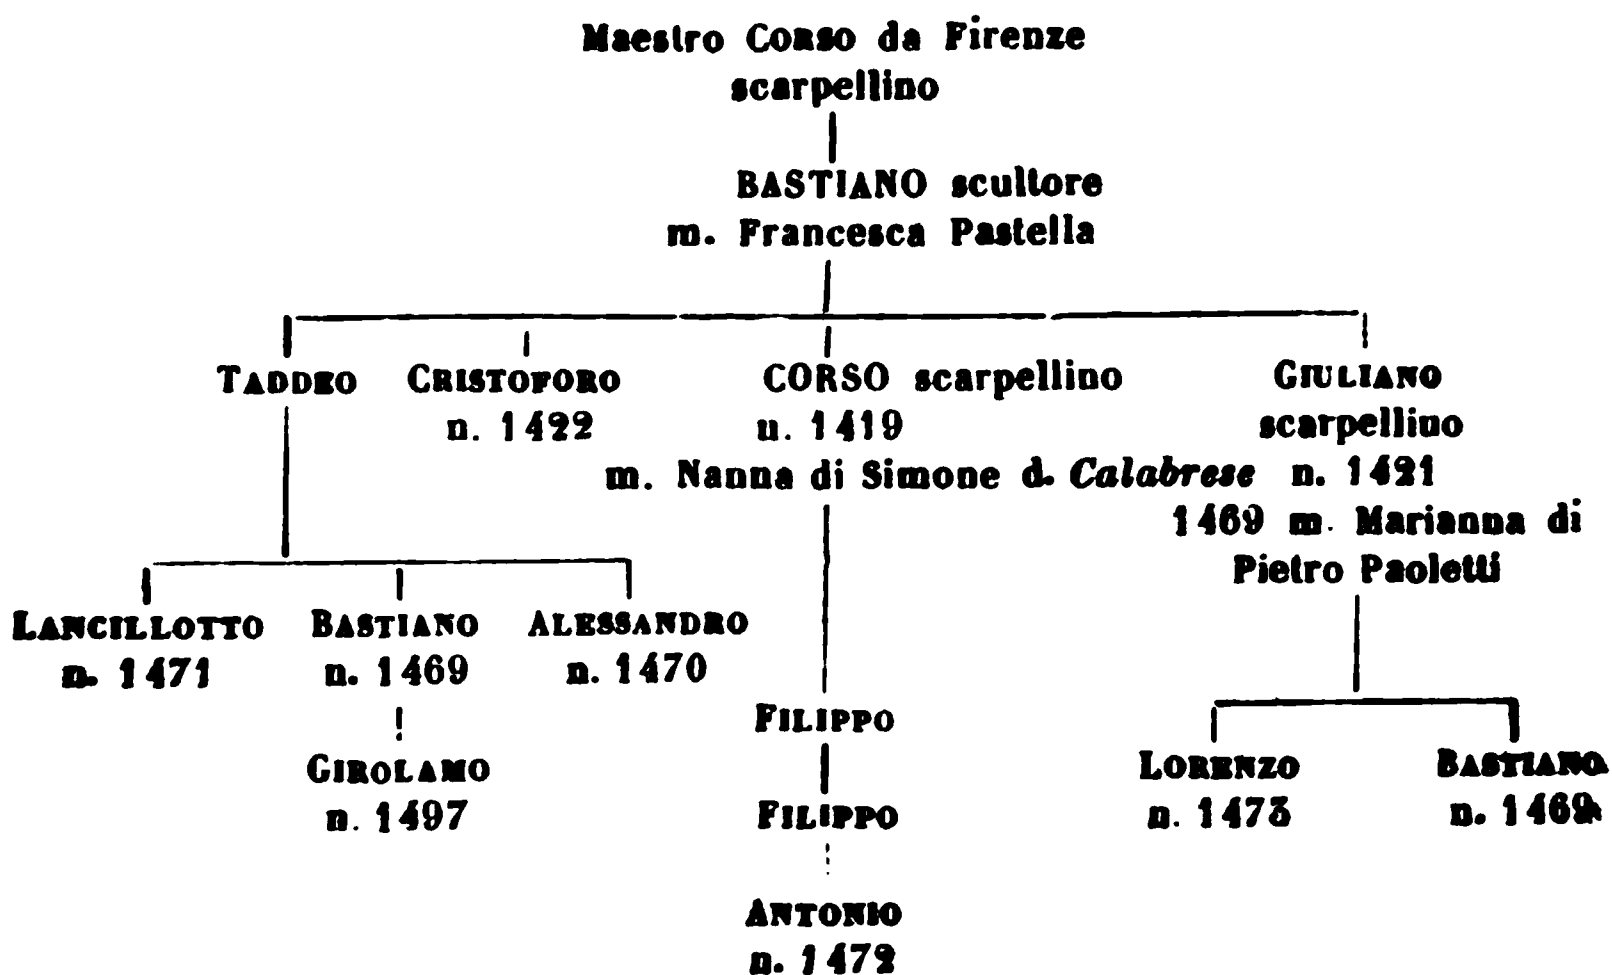 Maestro Corso da Firenze
scarpellino
BASTIANO scultore
m. Francesca Pastella
TADDEO CRISTOFORO CORSO scarpellino GIULIANO
n. 1422 n. 1419 scarpellino
m. Nanna di Simone d. Calabrese n. 1421
1469 m. Marianna di
Pietro Paoletti
LANCILLOTTO BASTIANO ALESSANDRO
n. 1471 n. 1469 n. 1470
FILIPPO
GIROLAMO LORENZO BASTIANO
n. 1497 FILIPPO n. 1473 n. 1469
ANTONIO
n. 1472